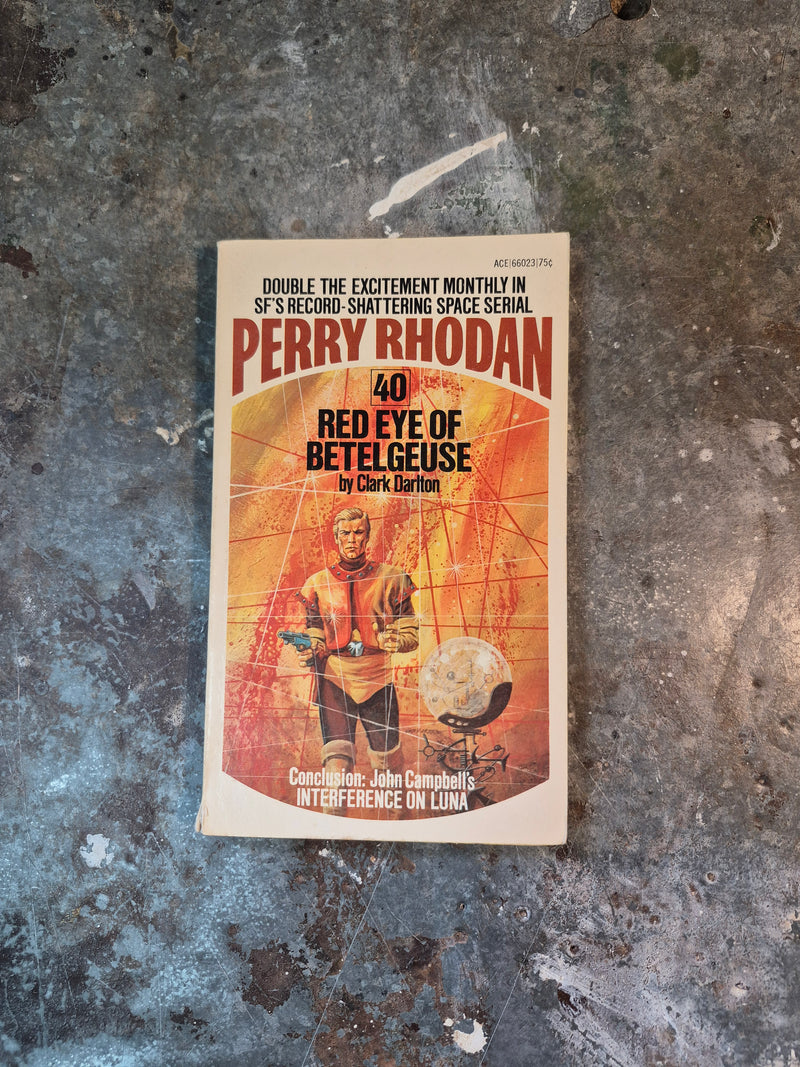 ACE|66023|75¢
DOUBLE THE EXCITEMENT MONTHLY IN
SF'S RECORD-SHATTERING SPACE SERIAL
PERRY RHODAN
40
RED EYE OF
BETELGEUSE
by Clark Darlton
Conclusion: John Campbell's
INTERFERENCE ON LUNA